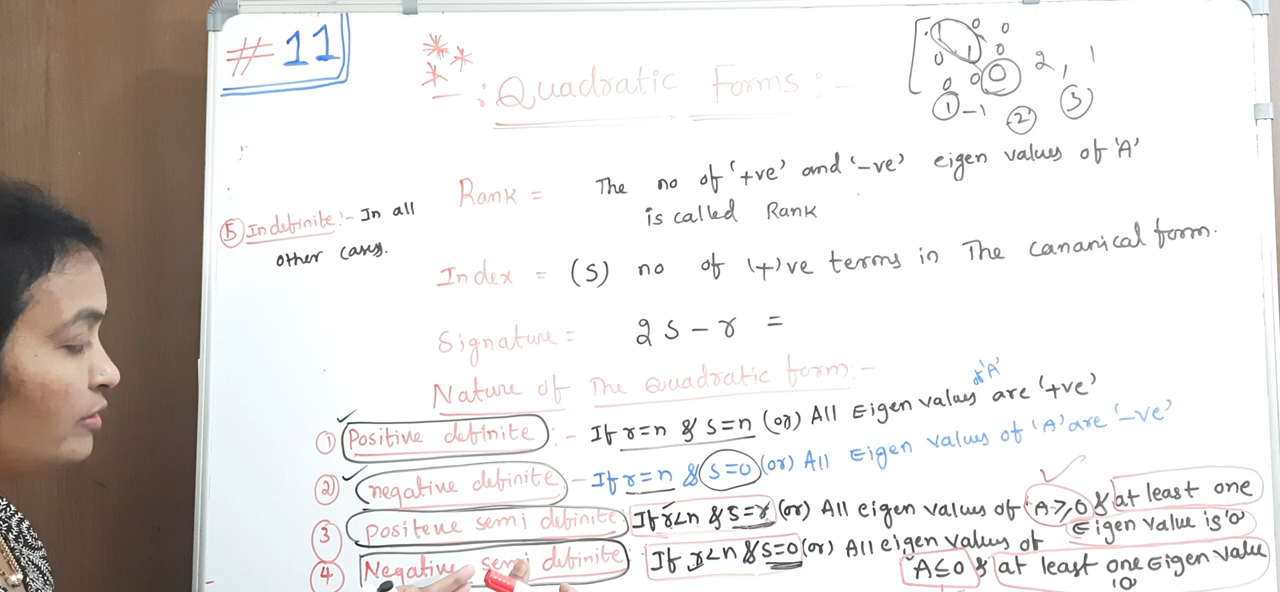 # 11
-: Quadratic Forms :-
0 0
0 1 0
0 0 0
2, 1
1 -1 2 3
Rank = The no of '+ve' and '-ve' eigen values of 'A'
is called Rank
5 Indefinite :- In all
other cases.
Index = (S) no of '+'ve terms in The cananical form.
Signature = 2S - r =
Nature of The Quadratic form :-
1 Positive definite :- If r=n & S=n (or) All Eigen values of 'A' are '+ve'
2 negative definite - If r=n & S=0 (or) All Eigen values of 'A' are '-ve'
3 Positeve semi definite: If r<n & S=r (or) All eigen values of A≥0 & at least one
Eigen value is '0'
4 Negative semi definite: If r<n & S=0 (or) All eigen values of
A≤0 & at least one Eigen value
'0'